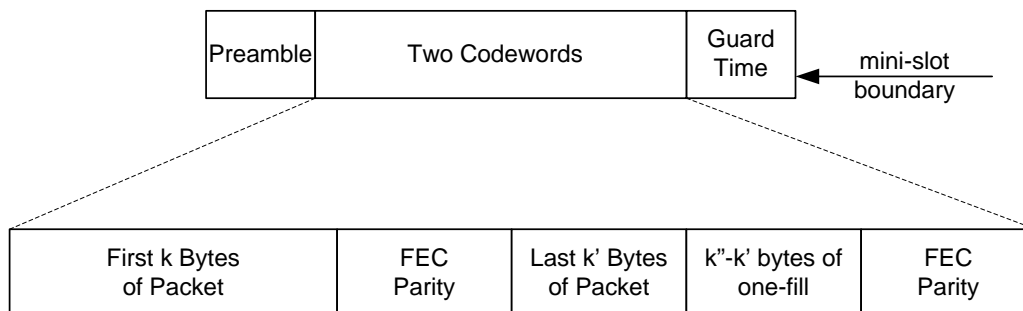 Preamble
Two Codewords
Guard
Time
mini-slot
boundary
First k Bytes
of Packet
FEC
Parity
Last k' Bytes
of Packet
k"-k' bytes of
one-fill
FEC
Parity